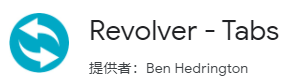 Revolver - Tabs
提供者：Ben Hedrington